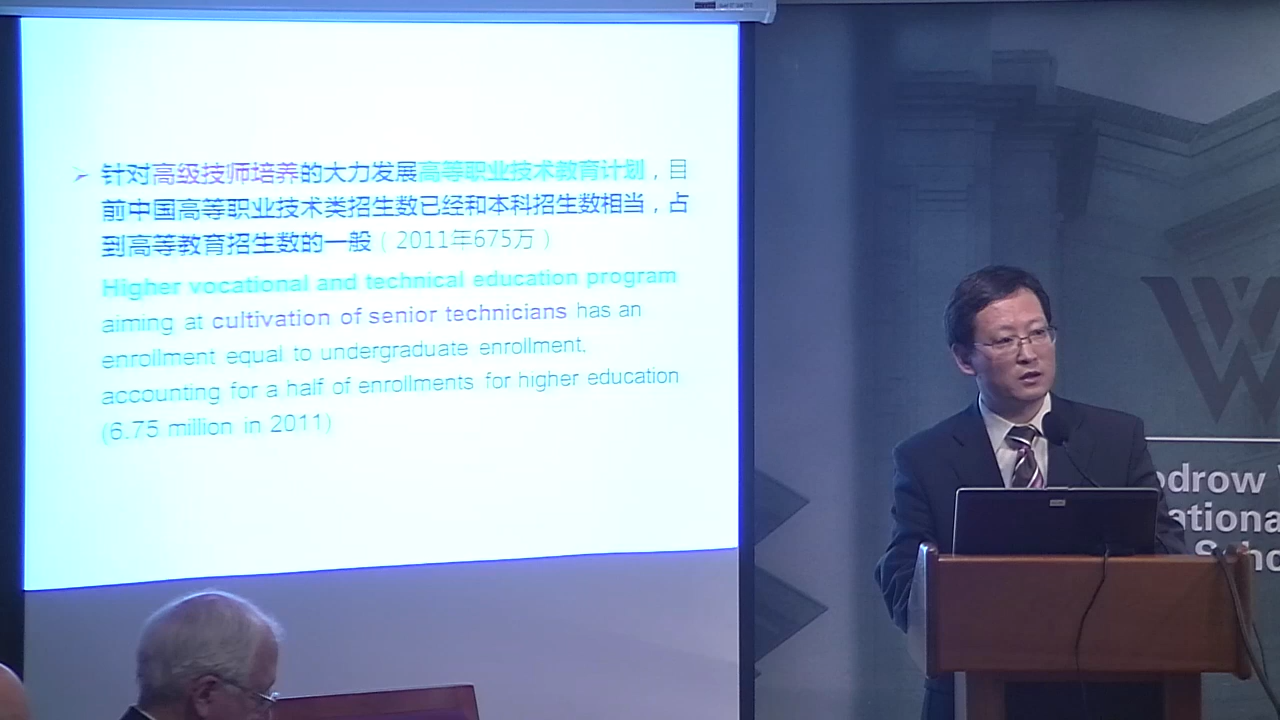 针对高级技师培养的大力发展高等职业技术教育计划，目
前中国高等职业技术类招生数已经和本科招生数相当，占
到高等教育招生数的一般（2011年675万）
Higher vocational and technical education program
aiming at cultivation of senior technicians has an
enrollment equal to undergraduate enrollment,
accounting for a half of enrollments for higher education
(6.75 million in 2011)
W
odrow
ationa
Scho